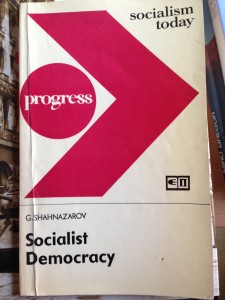 socialism
today
progress
G.SHAHNAZAROV
Socialist
Democracy